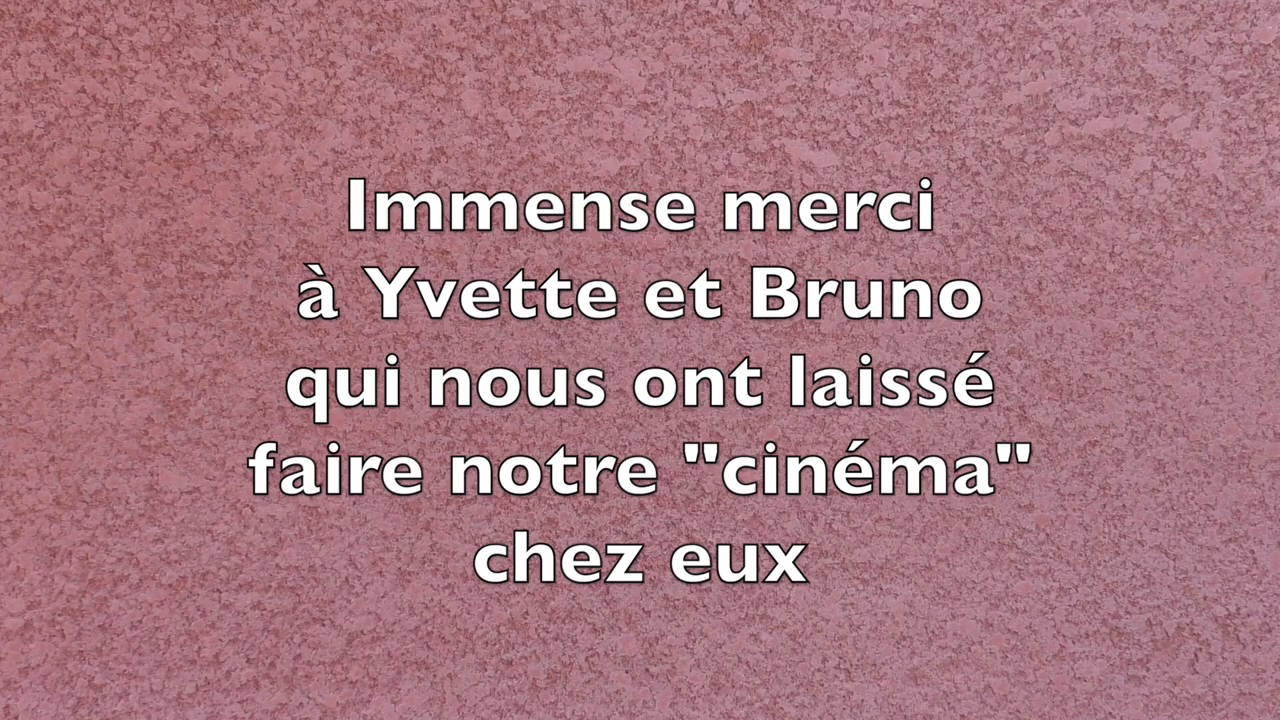 Immense merci
à Yvette et Bruno
qui nous ont laissé
faire notre "cinéma"
chez eux